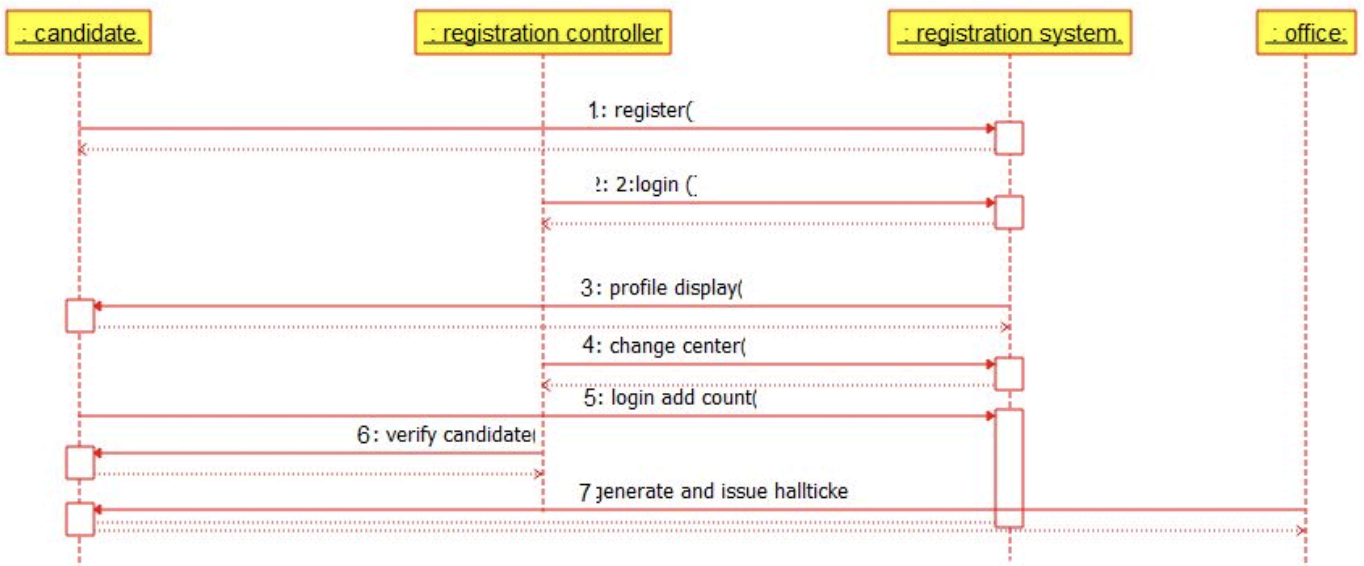 : candidate.
: registration controller
: registration system.
: office:
1: register(
2: 2:login (
3: profile display(
4: change center(
5: login add count(
6: verify candidate(
7 generate and issue hallticke